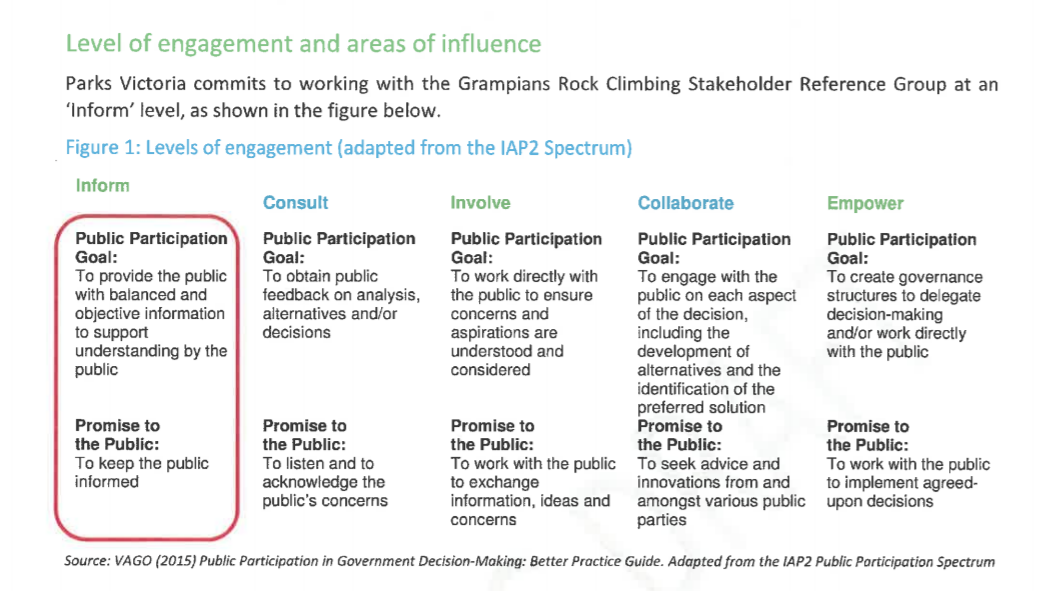 Level of engagement and areas of influence
Parks Victoria commits to working with the Grampians Rock Climbing Stakeholder Reference Group at an
‘Inform’ level, as shown in the figure below.
Figure 1: Levels of engagement (adapted from the IAP2 Spectrum)
Inform
Public Participation
Goal:
To provide the public
with balanced and
objective information
to support
understanding by the
public
Promise to
the Public:
To keep the public
informed
Consult
Public Participation
Goal:
To obtain public
feedback on analysis,
alternatives and/or
decisions
Promise to
the Public:
To listen and to
acknowledge the
public's concerns
Involve
Public Participation
Goal:
To work directly with
the public to ensure
concerns and
aspirations are
understood and
considered
Promise to
the Public:
To work with the public
to exchange
information, ideas and
concerns
Collaborate
Public Participation
Goal:
To engage with the
public on each aspect
of the decision,
including the
development of
alternatives and the
identification of the
preferred solution
Promise to
the Public:
To seek advice and
innovations from and
amongst various public
parties
Empower
Public Participation
Goal:
To create governance
structures to delegate
decision-making
and/or work directly
with the public
Promise to
the Public:
To work with the public
to implement agreed-
upon decisions
Source: VAGO (2015) Public Participation in Government Decision-Making: Better Practice Guide. Adapted from the IAP2 Public Participation Spectrum